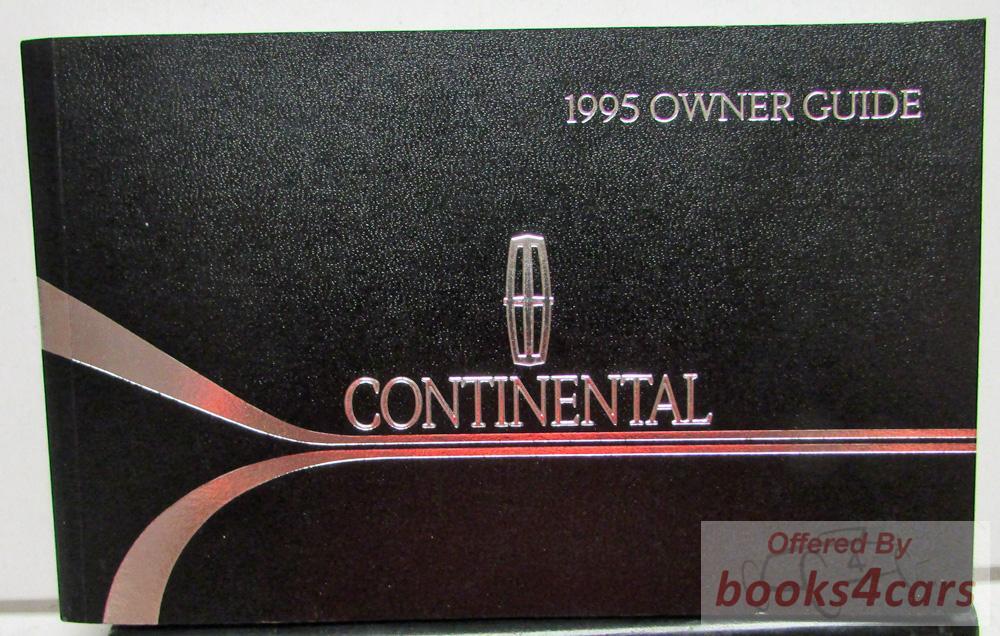 1995 OWNER GUIDE
CONTINENTAL
Offered By
books4cars